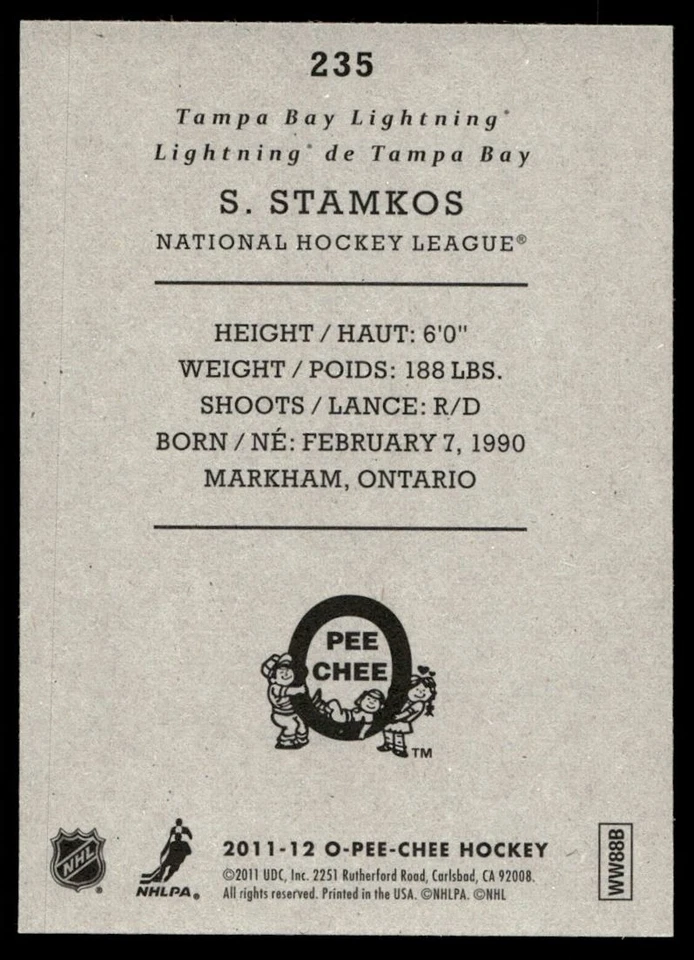 235
Tampa Bay Lightning®
Lightning® de Tampa Bay
S. STAMKOS
NATIONAL HOCKEY LEAGUE®
HEIGHT / HAUT: 6'0"
WEIGHT / POIDS: 188 LBS.
SHOOTS / LANCE: R/D
BORN / NÉ: FEBRUARY 7, 1990
MARKHAM, ONTARIO
O
PEE
CHEE
TM
NHL®
NHLPA®
2011-12 O-PEE-CHEE HOCKEY
©2011 UDC, Inc. 2251 Rutherford Road, Carlsbad, CA 92008.
All rights reserved. Printed in the USA. ©NHLPA. ©NHL
WW88B